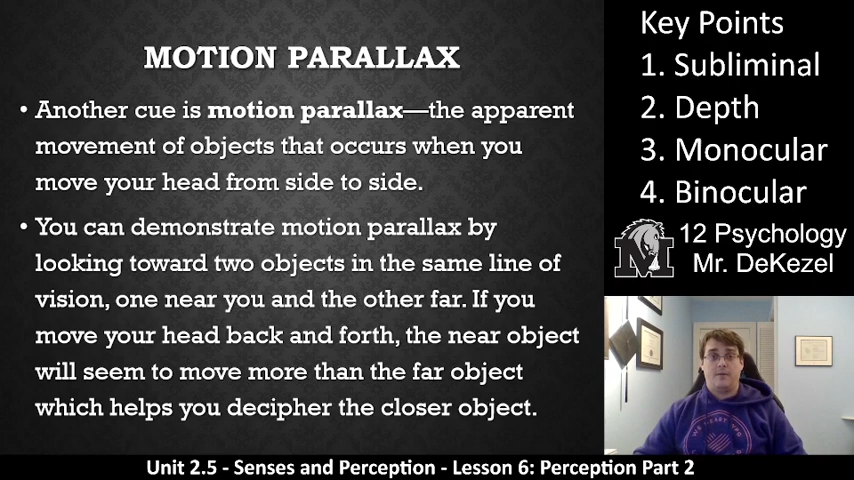 MOTION PARALLAX
• Another cue is motion parallax—the apparent
movement of objects that occurs when you
move your head from side to side.
• You can demonstrate motion parallax by
looking toward two objects in the same line of
vision, one near you and the other far. If you
move your head back and forth, the near object
will seem to move more than the far object
which helps you decipher the closer object.
Key Points
1. Subliminal
2. Depth
3. Monocular
4. Binocular
M
12 Psychology
Mr. DeKezel
Unit 2.5 - Senses and Perception - Lesson 6: Perception Part 2